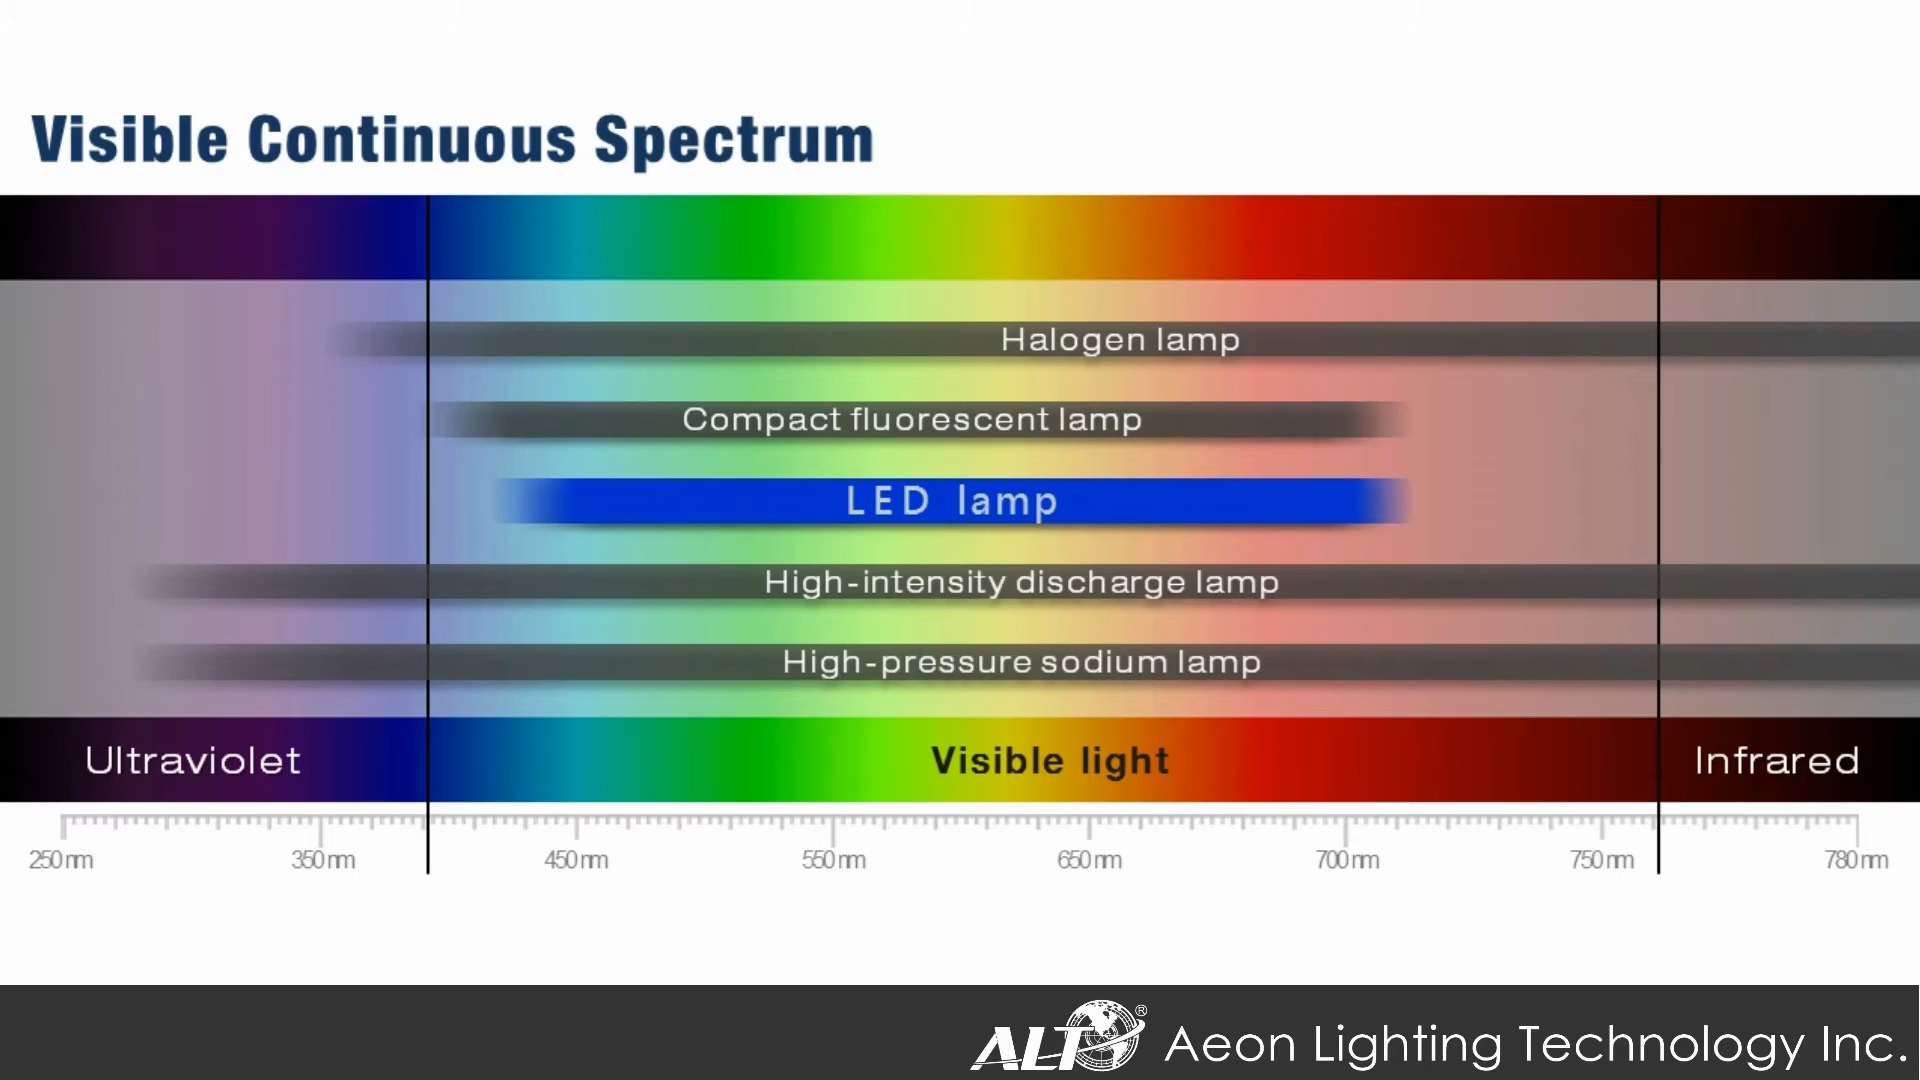 Visible Continuous Spectrum
Halogen lamp
Compact fluorescent lamp
LED lamp
High-intensity discharge lamp
High-pressure sodium lamp
Ultraviolet Visible light Infrared
250nm 350nm 450nm 550nm 650nm 700nm 750nm 780nm
ALT® Aeon Lighting Technology Inc.